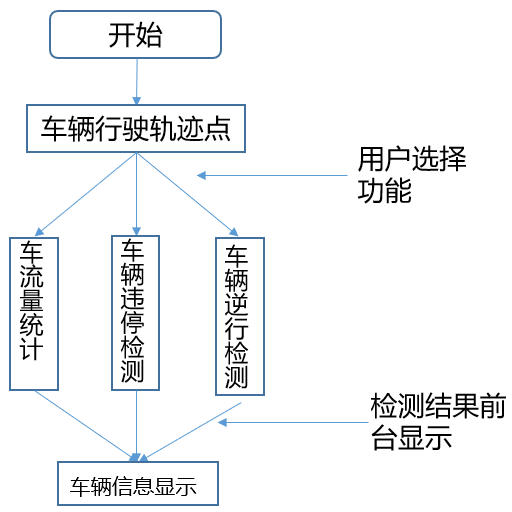 开始
车辆行驶轨迹点
用户选择
功能
车流量统计
车辆违停检测
车辆逆行检测
检测结果前
台显示
车辆信息显示